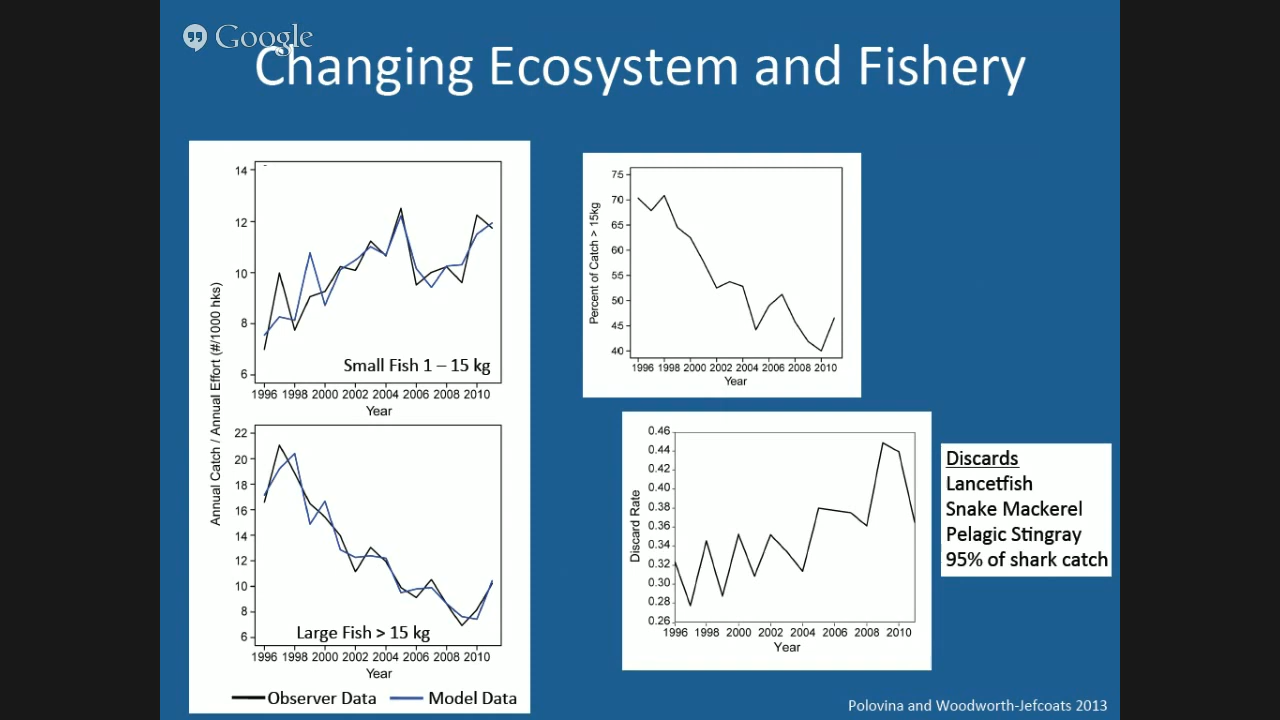 Google
Changing Ecosystem and Fishery
Annual Catch / Annual Effort (#/1000 hks)
14
12
10
8
6
Small Fish 1 – 15 kg
1996 1998 2000 2002 2004 2006 2008 2010
Year
22
20
18
16
14
12
10
8
6
Large Fish > 15 kg
1996 1998 2000 2002 2004 2006 2008 2010
Year
Observer Data Model Data
Percent of Catch > 15kg
75
70
65
60
55
50
45
40
1996 1998 2000 2002 2004 2006 2008 2010
Year
Discard Rate
0.46
0.44
0.42
0.40
0.38
0.36
0.34
0.32
0.30
0.28
0.26
1996 1998 2000 2002 2004 2006 2008 2010
Year
Discards
Lancetfish
Snake Mackerel
Pelagic Stingray
95% of shark catch
Polovina and Woodworth-Jefcoats 2013